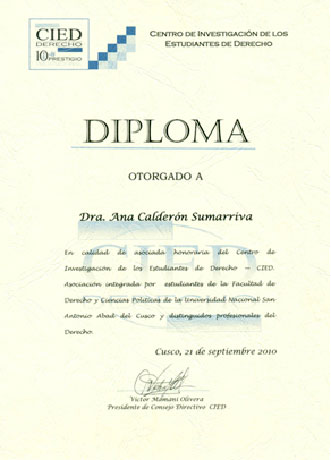 CIED
DERECHO
10 DE
PRESTIGIO
CENTRO DE INVESTIGACIÓN DE LOS
ESTUDIANTES DE DERECHO
DIPLOMA
OTORGADO A
Dra. Ana Calderón Sumarriva
En calidad de asociada honoraria del Centro de
Investigación de los Estudiantes de Derecho – CIED.
Asociación integrada por estudiantes de la Facultad de
Derecho y Ciencias Políticas de la Universidad Nacional San
Antonio Abad del Cusco y distinguidos profesionales del
Derecho.
Cusco, 21 de septiembre 2010
Víctor Mamani Olivera
Presidente de Consejo Directivo CIED
CIED